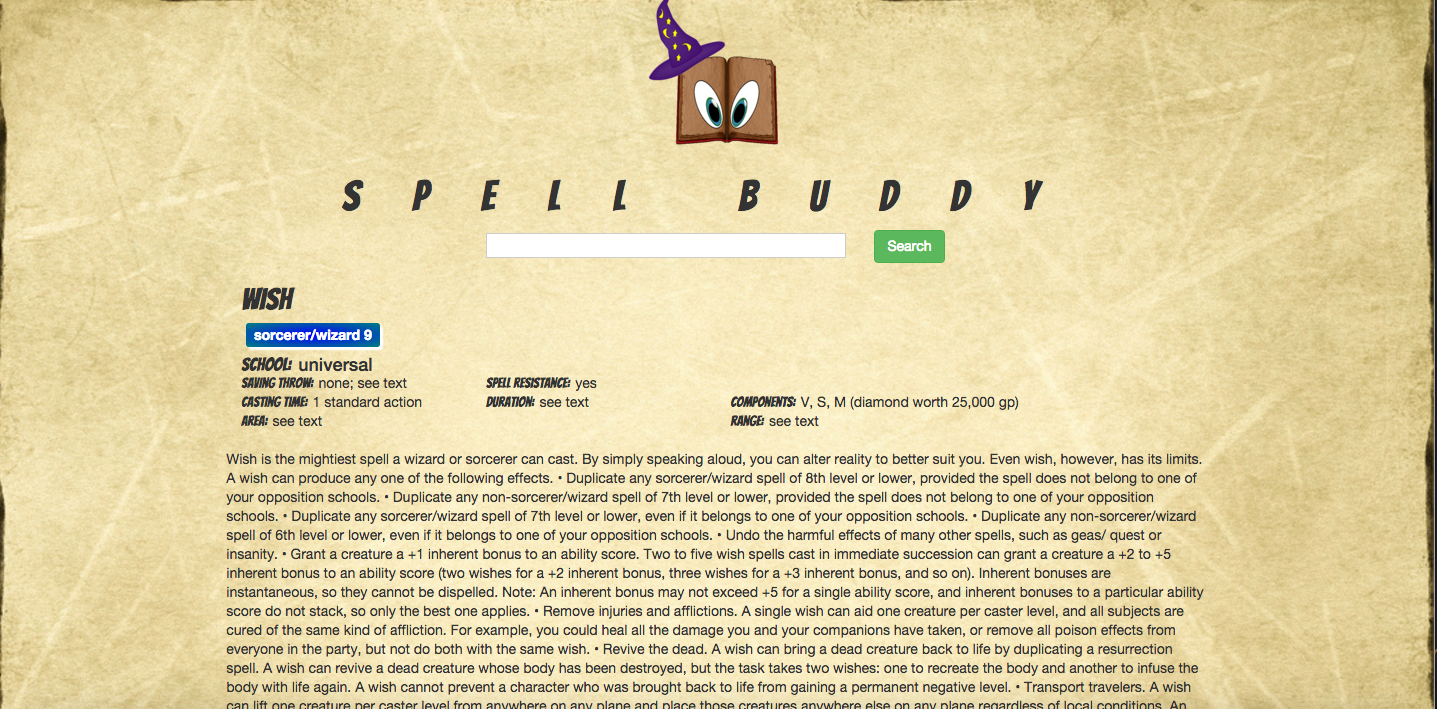 SPELL BUDDY
Search
WISH
sorcerer/wizard 9
SCHOOL: universal
SAVING THROW: none; see text SPELL RESISTANCE: yes
CASTING TIME: 1 standard action DURATION: see text COMPONENTS: V, S, M (diamond worth 25,000 gp)
AREA: see text RANGE: see text
Wish is the mightiest spell a wizard or sorcerer can cast. By simply speaking aloud, you can alter reality to better suit you. Even wish, however, has its limits.
A wish can produce any one of the following effects. • Duplicate any sorcerer/wizard spell of 8th level or lower, provided the spell does not belong to one of
your opposition schools. • Duplicate any non-sorcerer/wizard spell of 7th level or lower, provided the spell does not belong to one of your opposition
schools. • Duplicate any sorcerer/wizard spell of 7th level or lower, even if it belongs to one of your opposition schools. • Duplicate any non-sorcerer/wizard
spell of 6th level or lower, even if it belongs to one of your opposition schools. • Undo the harmful effects of many other spells, such as geas/ quest or
insanity. • Grant a creature a +1 inherent bonus to an ability score. Two to five wish spells cast in immediate succession can grant a creature a +2 to +5
inherent bonus to an ability score (two wishes for a +2 inherent bonus, three wishes for a +3 inherent bonus, and so on). Inherent bonuses are
instantaneous, so they cannot be dispelled. Note: An inherent bonus may not exceed +5 for a single ability score, and inherent bonuses to a particular ability
score do not stack, so only the best one applies. • Remove injuries and afflictions. A single wish can aid one creature per caster level, and all subjects are
cured of the same kind of affliction. For example, you could heal all the damage you and your companions have taken, or remove all poison effects from
everyone in the party, but not do both with the same wish. • Revive the dead. A wish can bring a dead creature back to life by duplicating a resurrection
spell. A wish can revive a dead creature whose body has been destroyed, but the task takes two wishes: one to recreate the body and another to infuse the
body with life again. A wish cannot prevent a character who was brought back to life from gaining a permanent negative level. • Transport travelers. A wish
can lift one creature per caster level from anywhere on any plane and place those creatures anywhere else on any plane regardless of local conditions. An